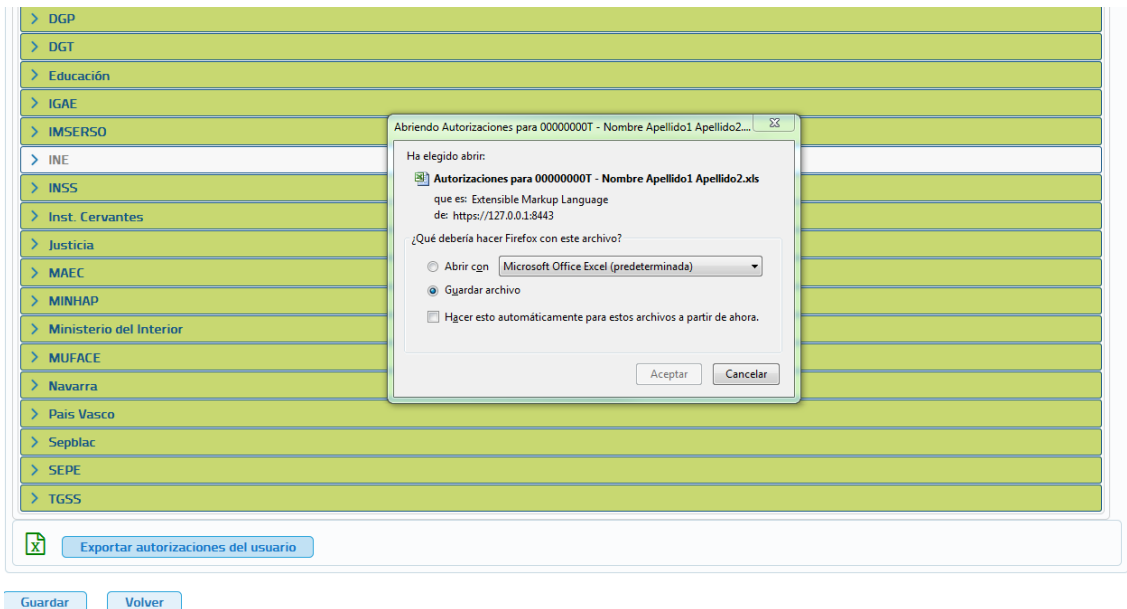 DGP
DGT
Educación
IGAE
IMSERSO
INE
INSS
Inst. Cervantes
Justicia
MAEC
MINHAP
Ministerio del Interior
MUFACE
Navarra
Pais Vasco
Sepblac
SEPE
TGSS
Abriendo Autorizaciones para 00000000T - Nombre Apellido1 Apellido2....
Ha elegido abrir:
Autorizaciones para 00000000T - Nombre Apellido1 Apellido2.xls
que es: Extensible Markup Language
de: https://127.0.0.1:8443
¿Qué debería hacer Firefox con este archivo?
Abrir con Microsoft Office Excel (predeterminada)
Guardar archivo
Hacer esto automáticamente para estos archivos a partir de ahora.
Aceptar Cancelar
Exportar autorizaciones del usuario
Guardar Volver